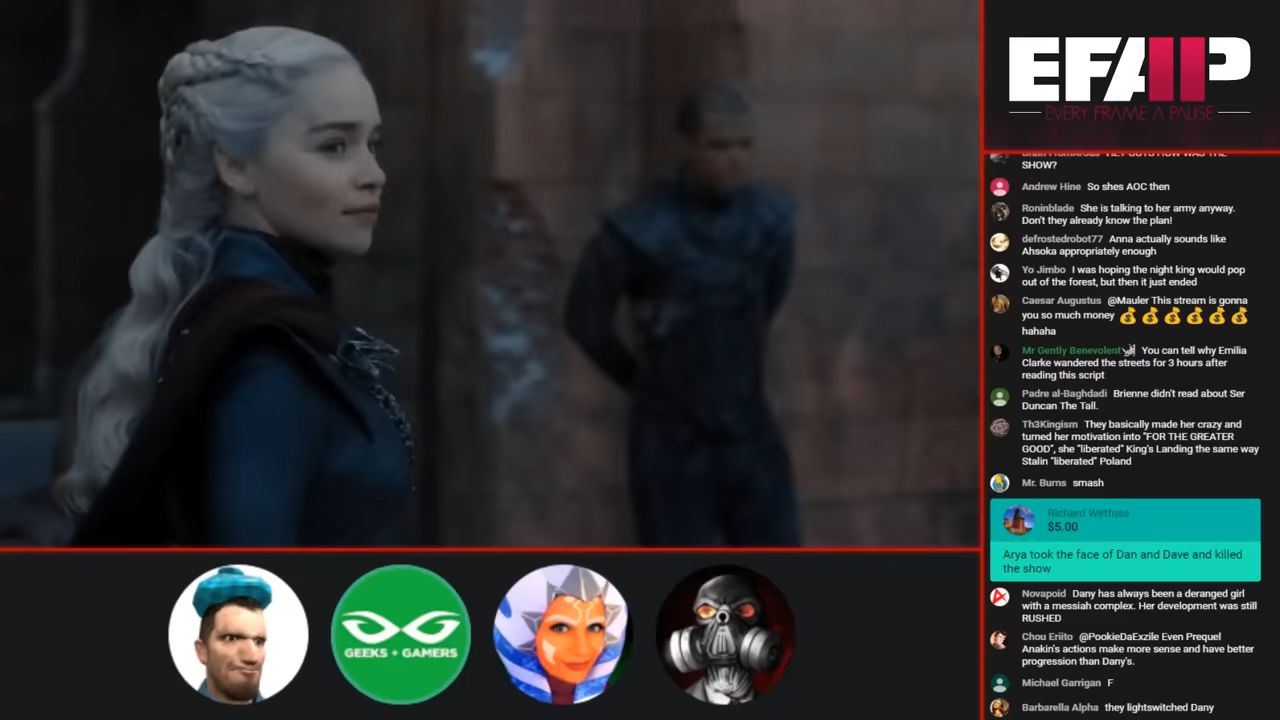 EFAP
EVERY FRAME A PAUSE
SHOW?
Andrew Hine So shes AOC then
Roninblade She is talking to her army anyway.
Don't they already know the plan!
defrostedrobot77 Anna actually sounds like
Ahsoka appropriately enough
Yo Jimbo I was hoping the night king would pop
out of the forest, but then it just ended
Caesar Augustus @Mauler This stream is gonna
you so much money 💰 💰 💰 💰 💰 💰
hahaha
Mr Gently Benevolent You can tell why Emilia
Clarke wandered the streets for 3 hours after
reading this script
Padre al-Baghdadi Brienne didn't read about Ser
Duncan The Tall.
Th3Kingism They basically made her crazy and
turned her motivation into "FOR THE GREATER
GOOD", she "liberated" King's Landing the same way
Stalin "liberated" Poland
Mr. Burns smash
Richard Wetfuss
$5.00
Arya took the face of Dan and Dave and killed
the show
Novapoid Dany has always been a deranged girl
with a messiah complex. Her development was still
RUSHED
Chou Eriito @PookieDaExzile Even Prequel
Anakin's actions make more sense and have better
progression than Dany's.
Michael Garrigan F
Barbarella Alpha they lightswitched Dany
GEEKS + GAMERS